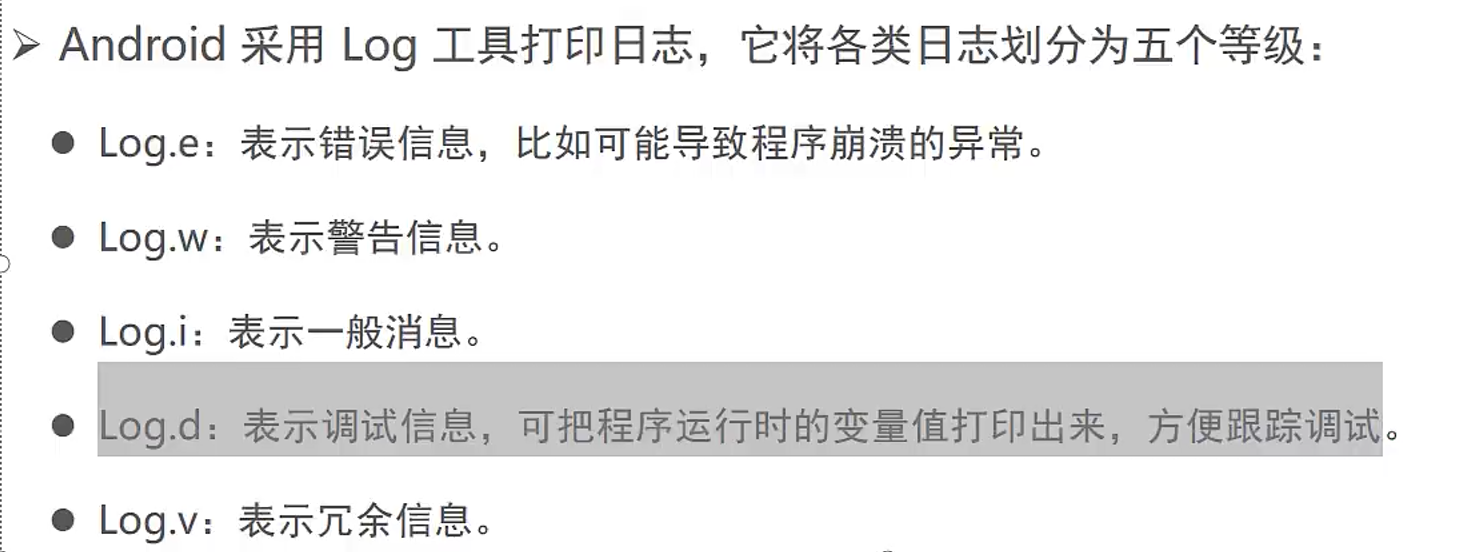 ➢ Android 采用 Log 工具打印日志，它将各类日志划分为五个等级：
● Log.e：表示错误信息，比如可能导致程序崩溃的异常。
● Log.w：表示警告信息。
● Log.i：表示一般消息。
● Log.d：表示调试信息，可把程序运行时的变量值打印出来，方便跟踪调试。
● Log.v：表示冗余信息。